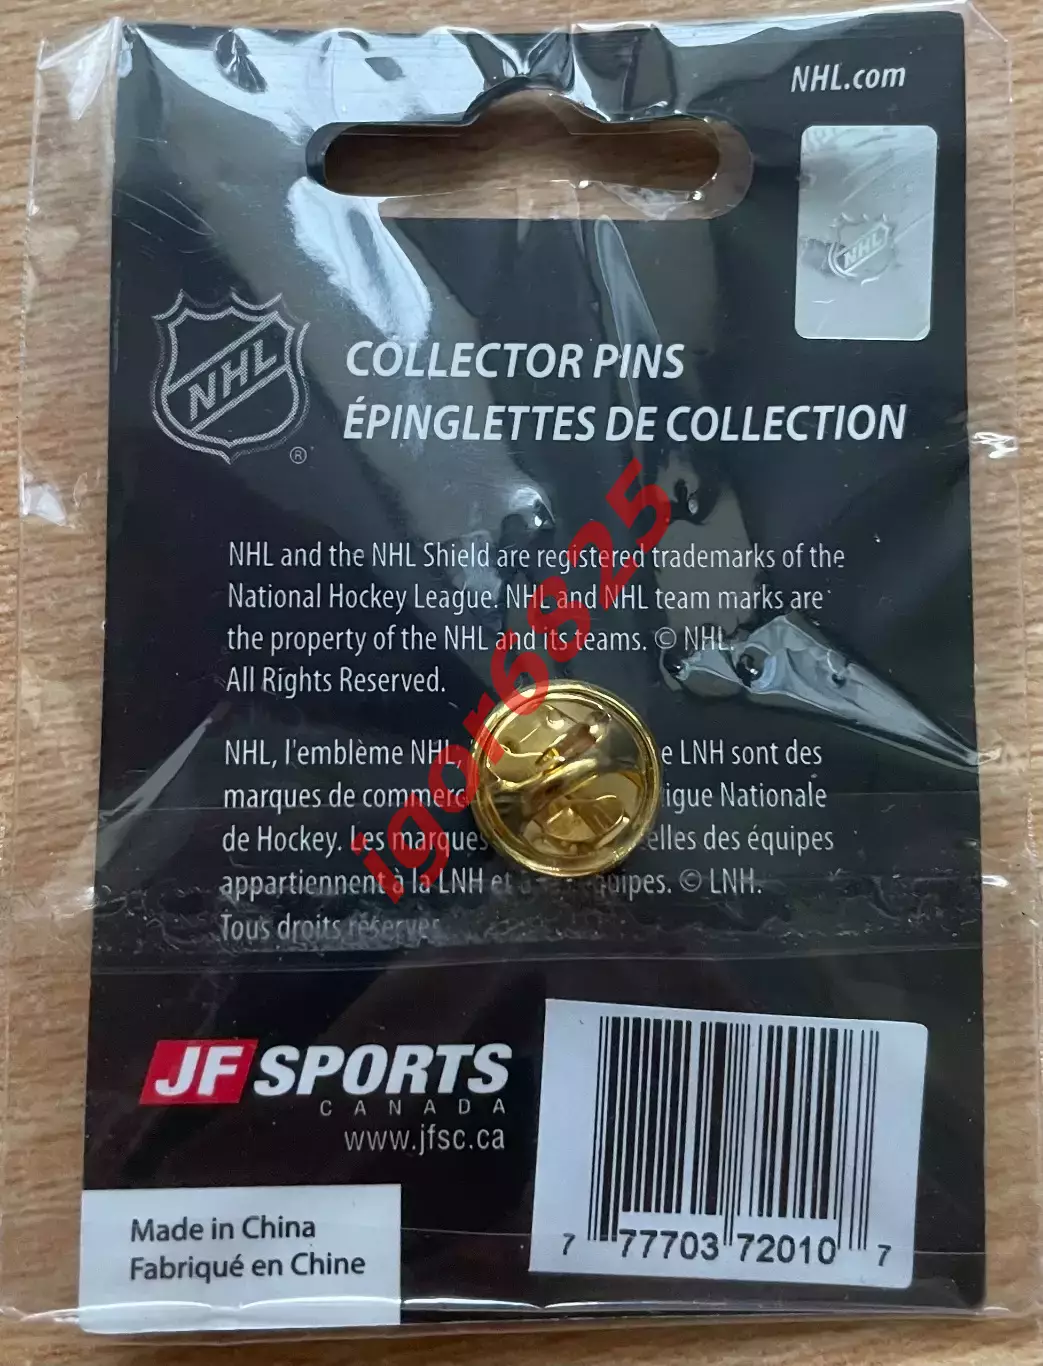 NHL.com
NHL
NHL
®
COLLECTOR PINS
ÉPINGLETTES DE COLLECTION
NHL and the NHL Shield are registered trademarks of the
National Hockey League. NHL and NHL team marks are
the property of the NHL and its teams. © NHL.
All Rights Reserved.
NHL, l'emblème NHL, e LNH sont des
marques de commerc igue Nationale
de Hockey. Les marques elles des équipes
appartiennent à la LNH et quipes. © LNH.
Tous droits réservés
igor6825
JF SPORTS
CANADA
www.jfsc.ca
Made in China
Fabriqué en Chine
7 77703 72010 7